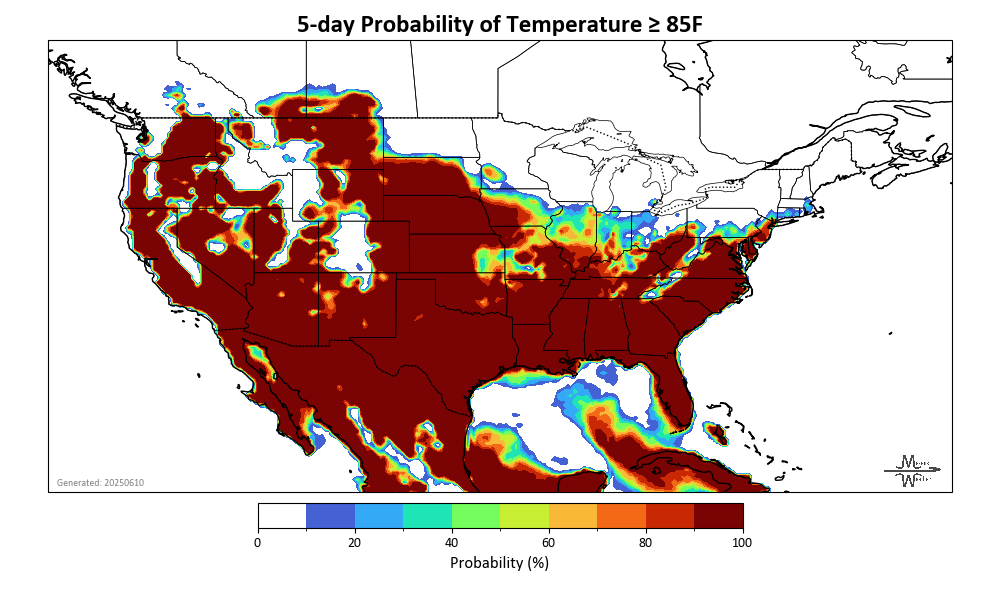 5-day Probability of Temperature ≥ 85F
Generated: 20250610
0 20 40 60 80 100
Probability (%)